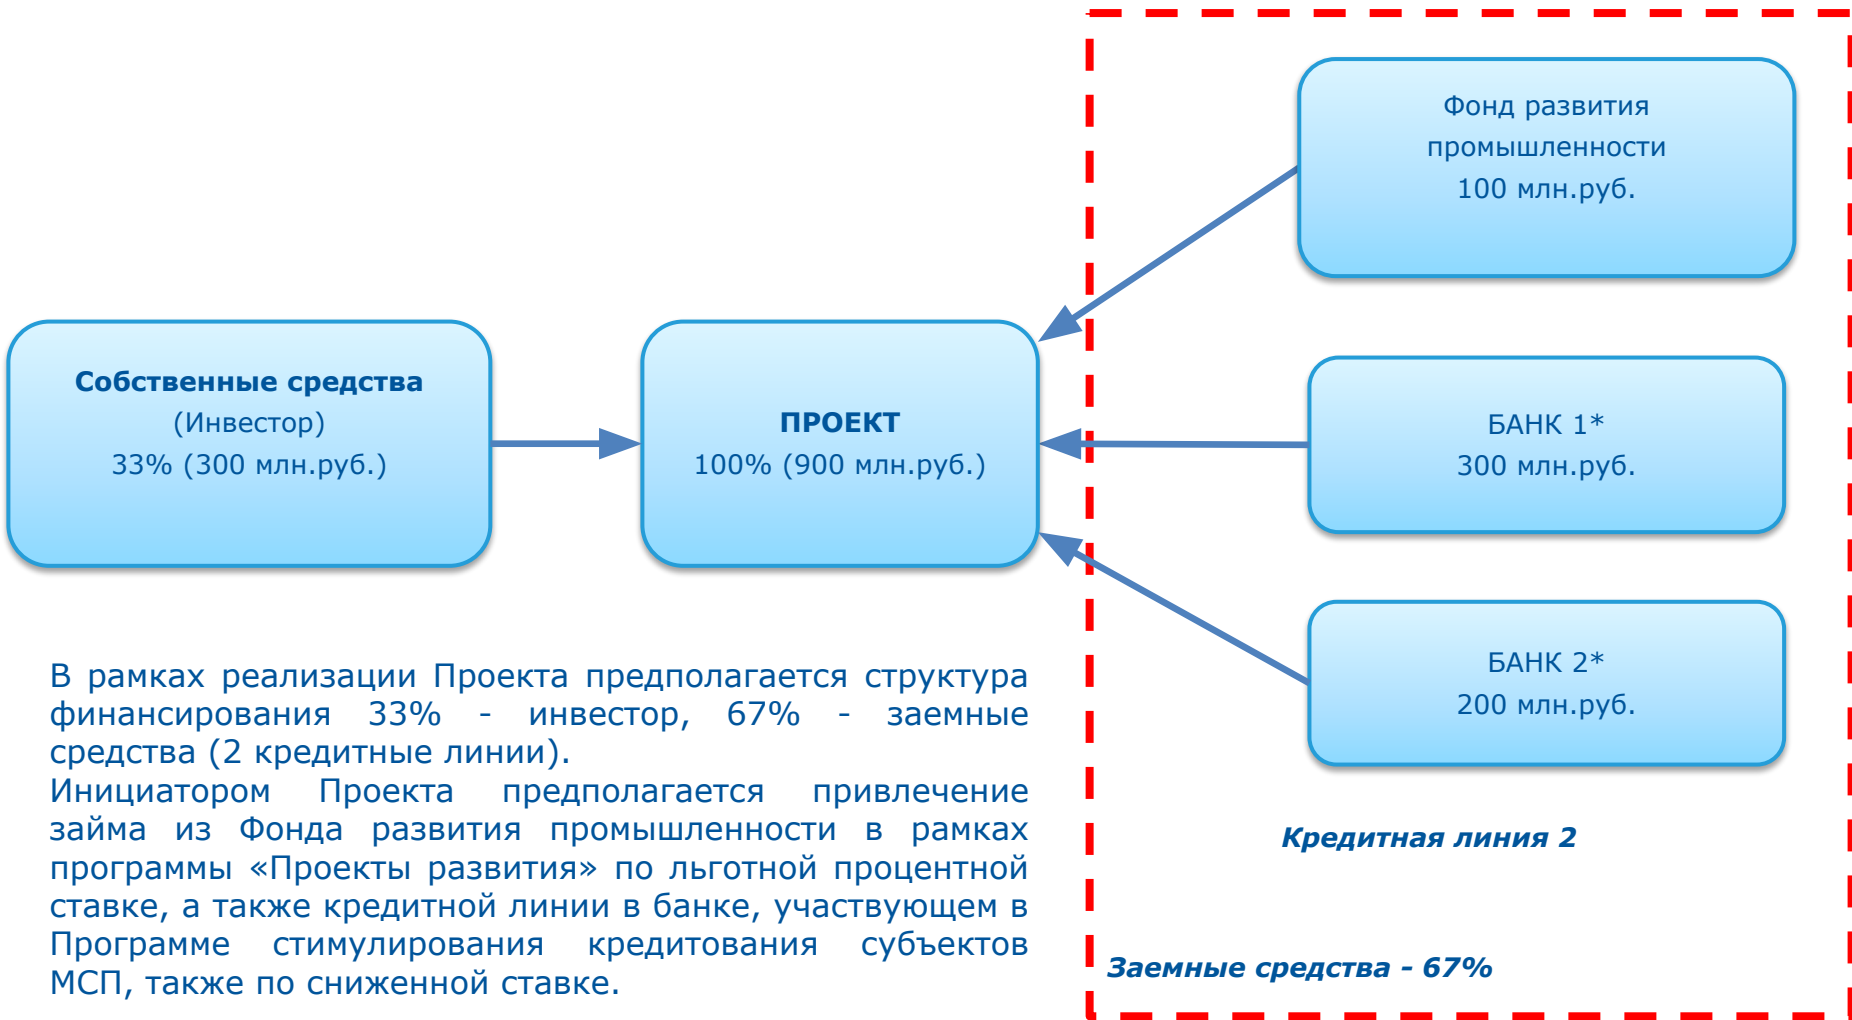 Фонд развития
промышленности
100 млн.руб.
Собственные средства
(Инвестор)
33% (300 млн.руб.)
ПРОЕКТ
100% (900 млн.руб.)
БАНК 1*
300 млн.руб.
БАНК 2*
200 млн.руб.
В рамках реализации Проекта предполагается структура
финансирования 33% - инвестор, 67% - заемные
средства (2 кредитные линии).
Инициатором Проекта предполагается привлечение
займа из Фонда развития промышленности в рамках
программы «Проекты развития» по льготной процентной
ставке, а также кредитной линии в банке, участвующем в
Программе стимулирования кредитования субъектов
МСП, также по сниженной ставке.
Кредитная линия 2
Заемные средства – 67%